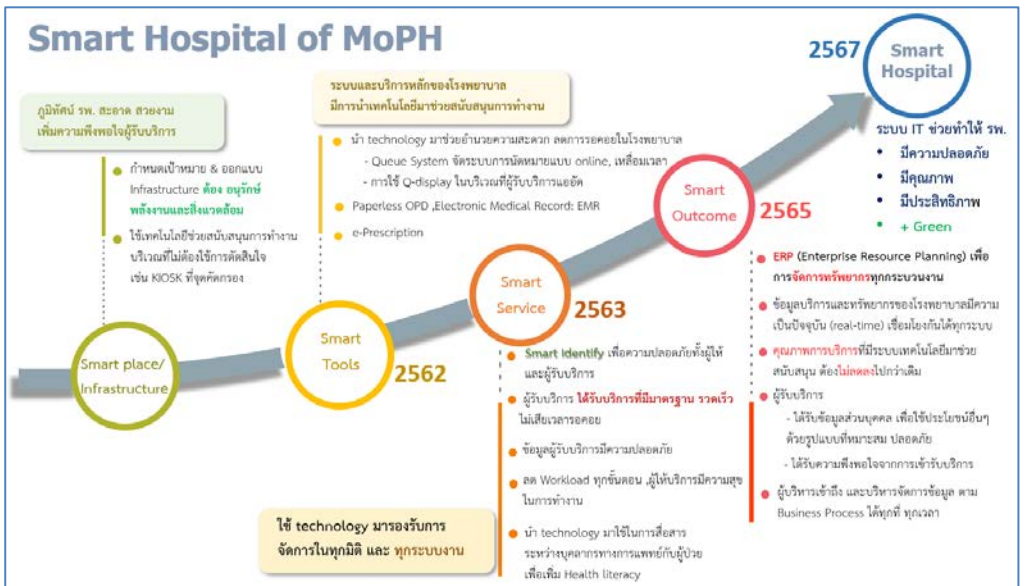 Smart Hospital of MoPH
ภูมิทัศน์ รพ. สะอาด สวยงาม
เพิ่มความพึงพอใจผู้รับบริการ
กำหนดเป้าหมาย & ออกแบบ
Infrastructure ต้อง อนุรักษ์
พลังงานและสิ่งแวดล้อม
ใช้เทคโนโลยีช่วยสนับสนุนการทำงาน
บริเวณที่ไม่ต้องใช้การตัดสินใจ
เช่น KIOSK ที่จุดคัดกรอง
Smart place/
Infrastructure
ระบบและบริการหลักของโรงพยาบาล
มีการนำเทคโนโลยีมาช่วยสนับสนุนการทำงาน
นำ technology มาช่วยอำนวยความสะดวก ลดการรอคอยในโรงพยาบาล
- Queue System จัดระบบการนัดหมายแบบ online, เหลื่อมเวลา
- การใช้ Q-display ในบริเวณที่ผู้รับบริการแออัด
Paperless OPD ,Electronic Medical Record: EMR
e-Prescription
Smart
Tools
2562
Smart
Service
2563
Smart Identify เพื่อความปลอดภัยทั้งผู้ให้
และผู้รับบริการ
ผู้รับบริการ ได้รับบริการที่มีมาตรฐาน รวดเร็ว
ไม่เสียเวลารอคอย
ข้อมูลผู้รับบริการมีความปลอดภัย
ลด Workload ทุกขั้นตอน ,ผู้ให้บริการมีความสุข
ในการทำงาน
นำ technology มาใช้ในการสื่อสาร
ระหว่างบุคลากรทางการแพทย์กับผู้ป่วย
เพื่อเพิ่ม Health literacy
ใช้ technology มารองรับการ
จัดการในทุกมิติ และ ทุกระบบงาน
Smart
Outcome
2565
ERP (Enterprise Resource Planning) เพื่อ
การจัดการทรัพยากรทุกกระบวนงาน
ข้อมูลบริการและทรัพยากรของโรงพยาบาลมีความ
เป็นปัจจุบัน (real-time) เชื่อมโยงกันได้ทุกระบบ
คุณภาพการบริการที่มีระบบเทคโนโลยีมาช่วย
สนับสนุน ต้องไม่ลดลงไปกว่าเดิม
ผู้รับบริการ
- ได้รับข้อมูลส่วนบุคคล เพื่อใช้ประโยชน์อื่นๆ
ด้วยรูปแบบที่หมาะสม ปลอดภัย
- ได้รับความพึงพอใจจากการเข้ารับบริการ
ผู้บริหารเข้าถึง และบริหารจัดการข้อมูล ตาม
Business Process ได้ทุกที่ ทุกเวลา
2567
Smart
Hospital
ระบบ IT ช่วยทำให้ รพ.
มีความปลอดภัย
มีคุณภาพ
มีประสิทธิภาพ
+ Green